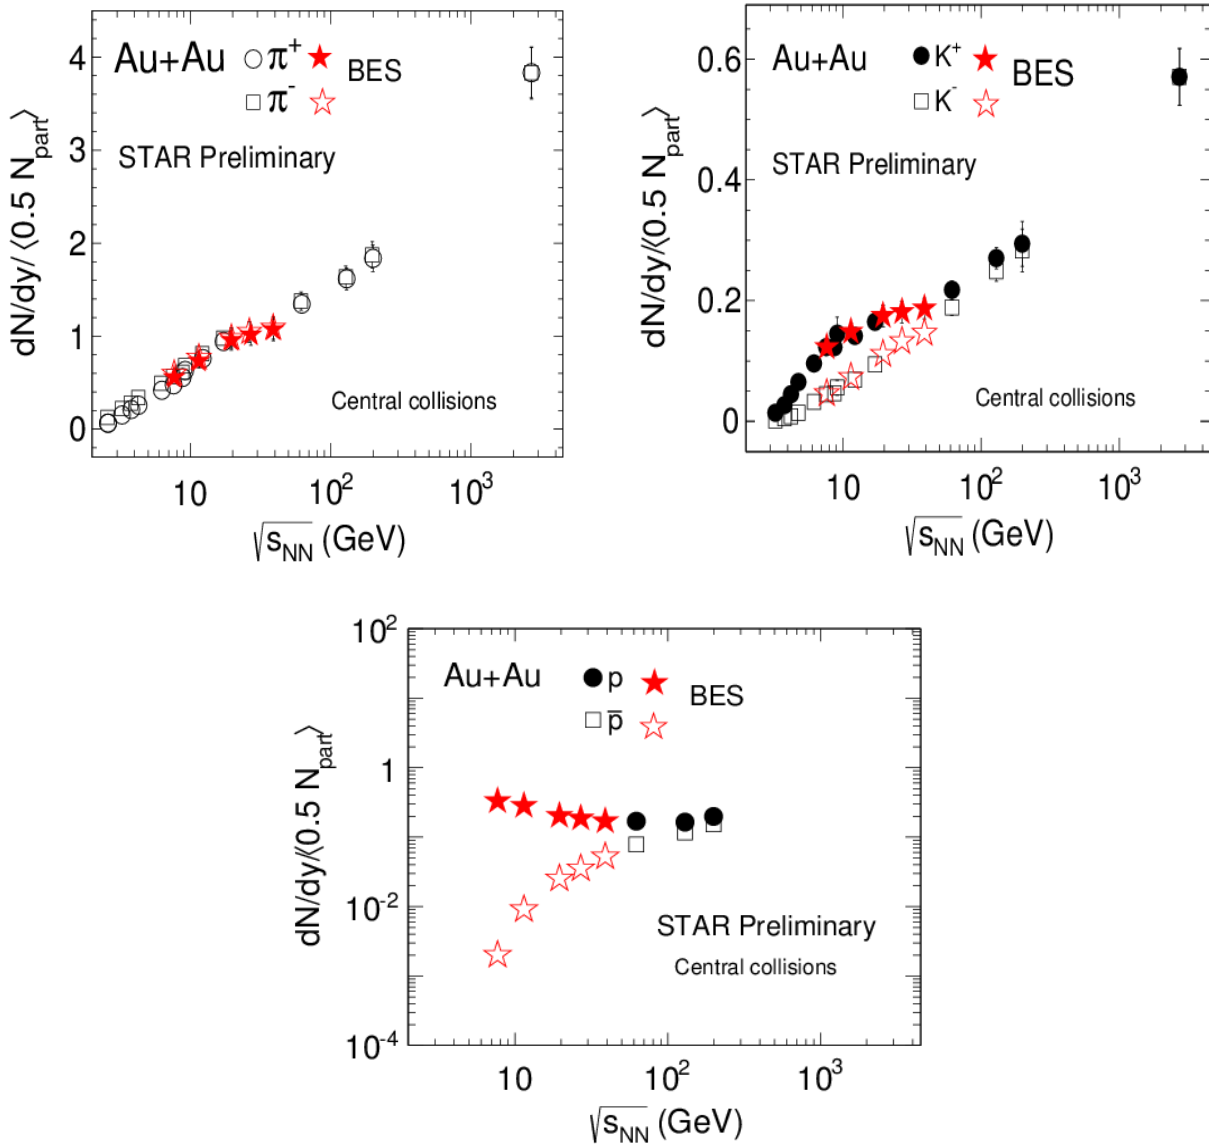 Au+Au π⁺ BES
π⁻
STAR Preliminary
Central collisions
dN/dy/⟨0.5 N_part⟩
4
3
2
1
0
10 10² 10³
√s_NN (GeV)
Au+Au K⁺ BES
K⁻
STAR Preliminary
Central collisions
dN/dy/⟨0.5 N_part⟩
0.6
0.4
0.2
0
10 10² 10³
√s_NN (GeV)
Au+Au p BES
p̅
STAR Preliminary
Central collisions
dN/dy/⟨0.5 N_part⟩
10²
1
10⁻²
10⁻⁴
10 10² 10³
√s_NN (GeV)